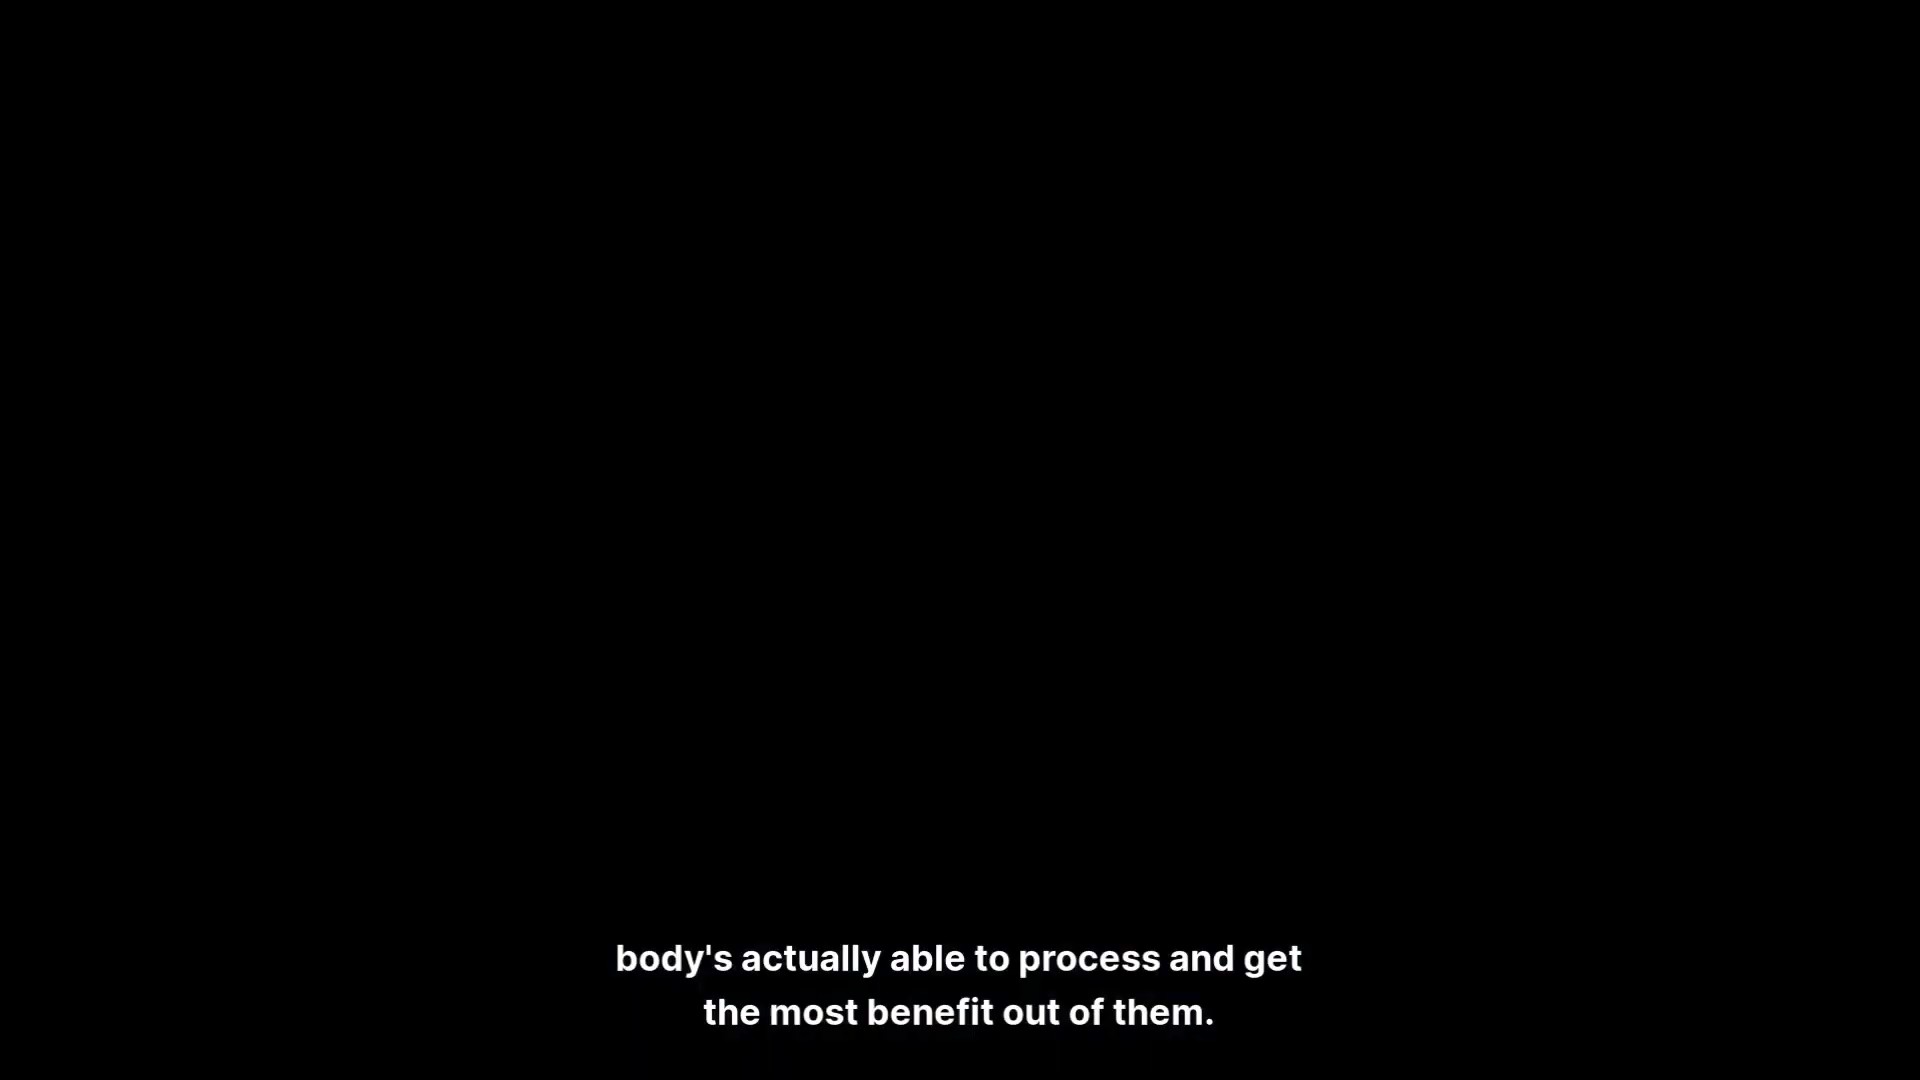 body's actually able to process and get
the most benefit out of them.